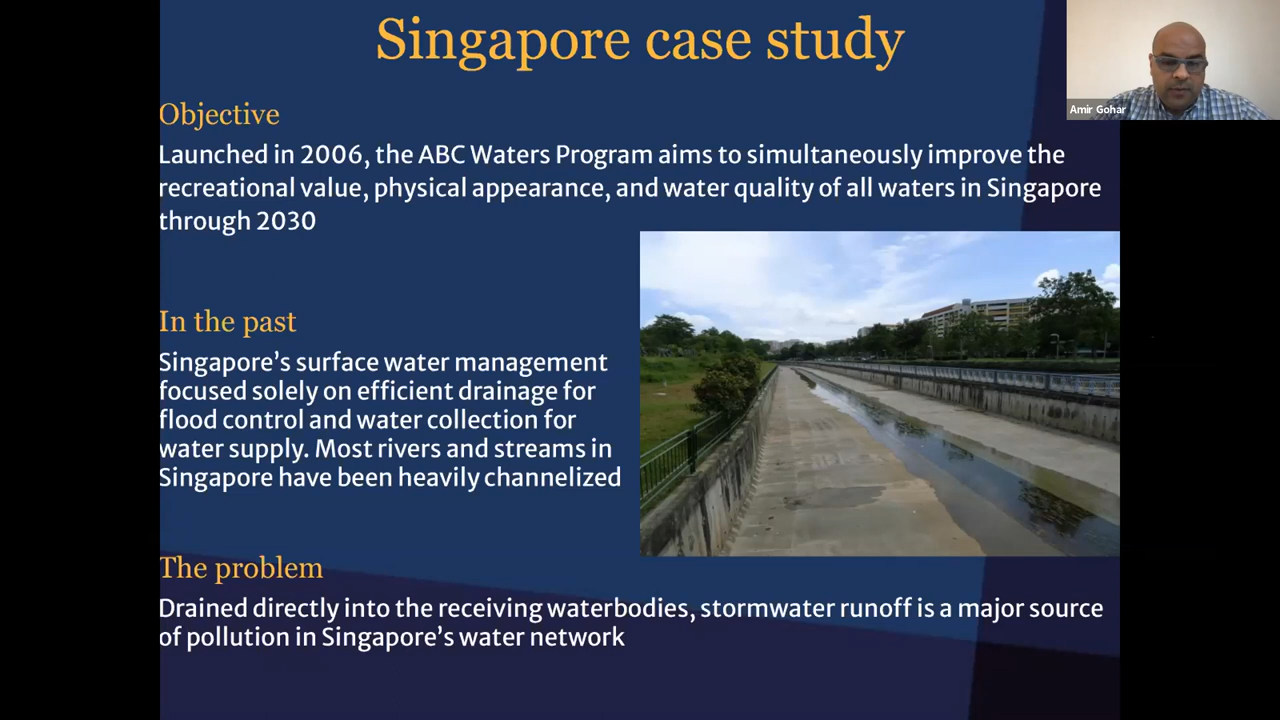 Singapore case study
Amir Gohar
Objective
Launched in 2006, the ABC Waters Program aims to simultaneously improve the
recreational value, physical appearance, and water quality of all waters in Singapore
through 2030
In the past
Singapore’s surface water management
focused solely on efficient drainage for
flood control and water collection for
water supply. Most rivers and streams in
Singapore have been heavily channelized
The problem
Drained directly into the receiving waterbodies, stormwater runoff is a major source
of pollution in Singapore’s water network